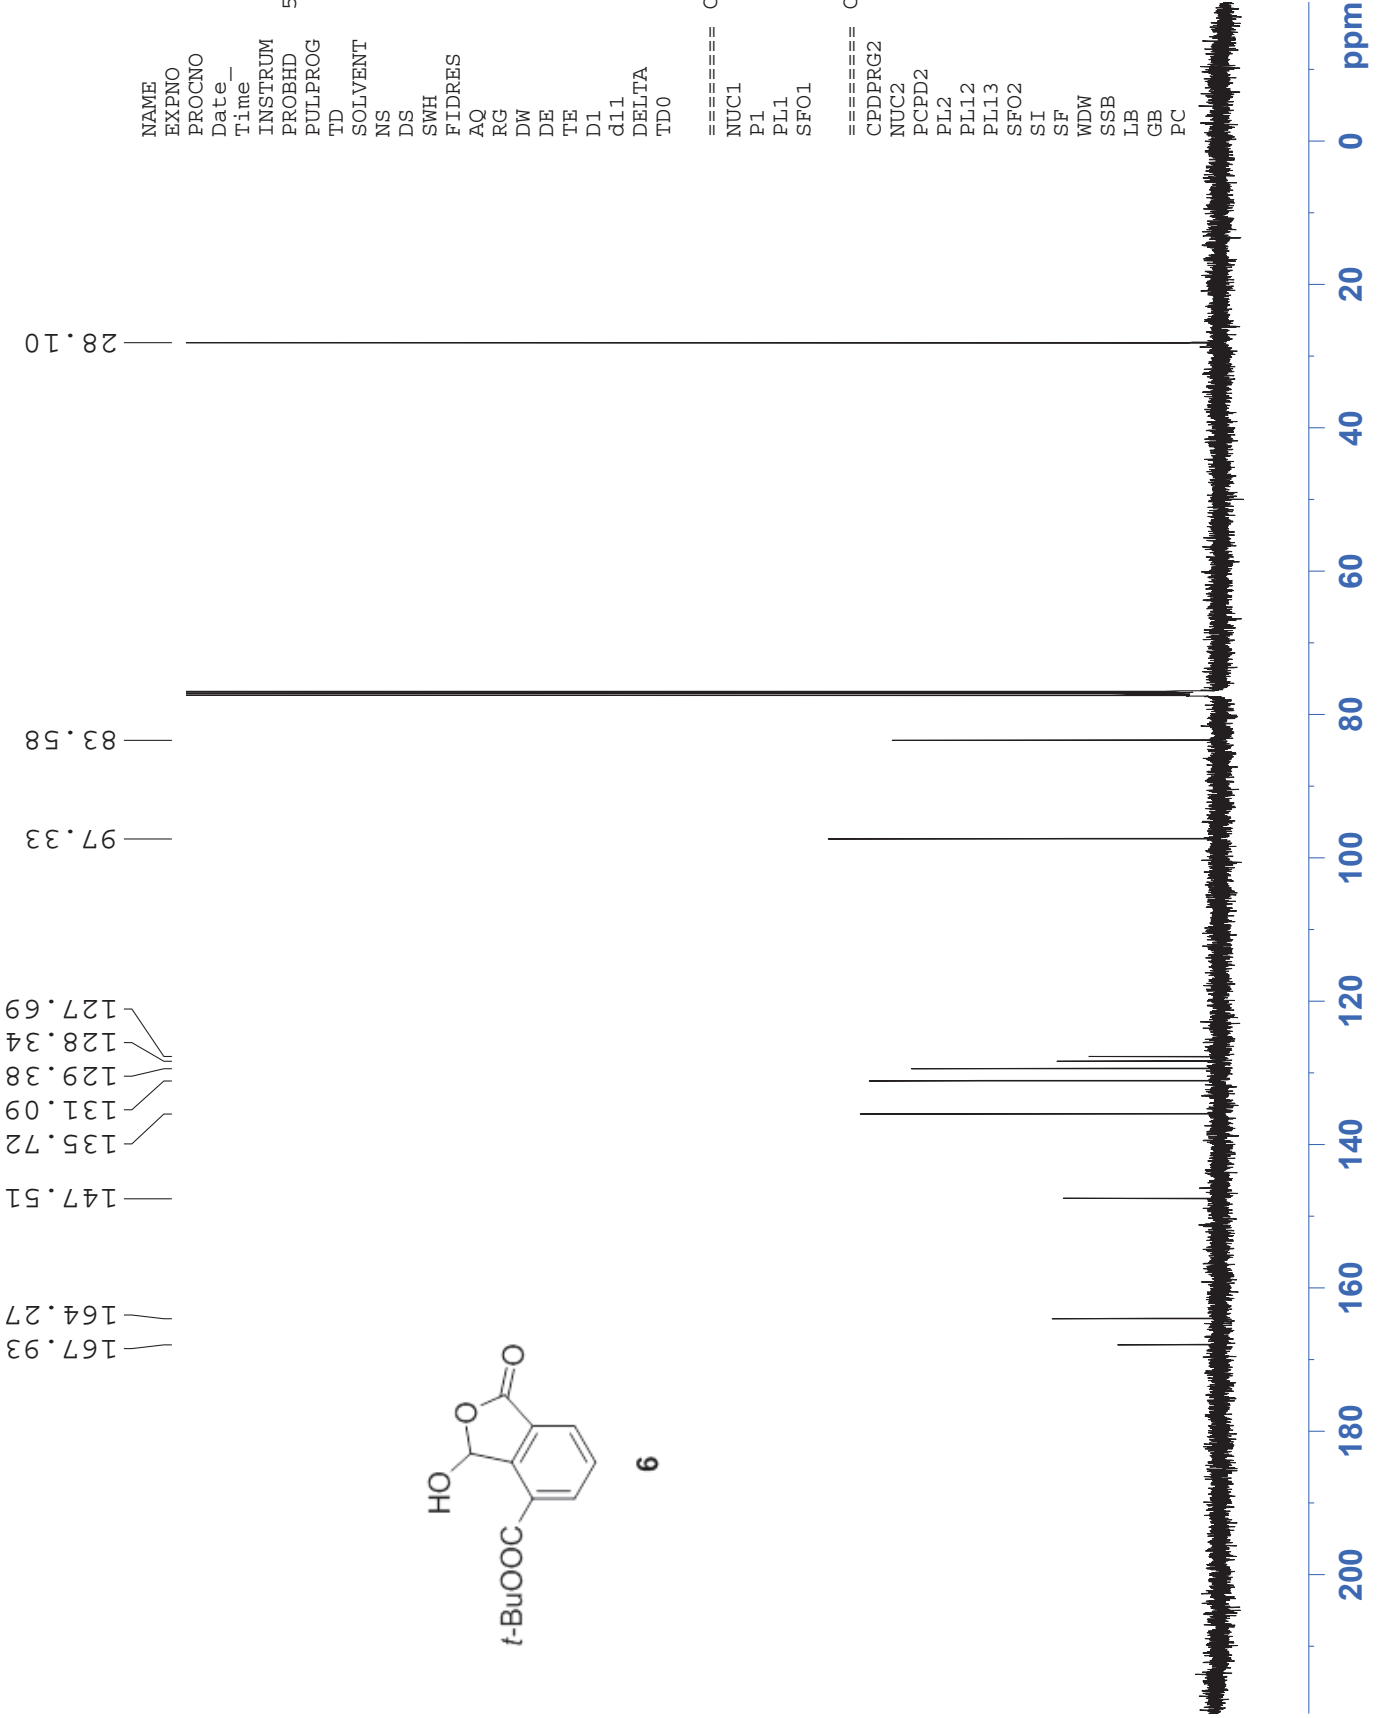 167.93
164.27
147.51
135.72
131.09
129.38
128.34
127.69
97.33
83.58
28.10
NAME
EXPNO
PROCNO
Date_
Time
INSTRUM
PROBHD 5
PULPROG
TD
SOLVENT
NS
DS
SWH
FIDRES
AQ
RG
DW
DE
TE
D1
d11
DELTA
TD0
======== C
NUC1
P1
PL1
SFO1
======== C
CPDPRG2
NUC2
PCPD2
PL2
PL12
PL13
SFO2
SI
SF
WDW
SSB
LB
GB
PC
HO
O
O
t-BuOOC
6
200 180 160 140 120 100 80 60 40 20 0 ppm